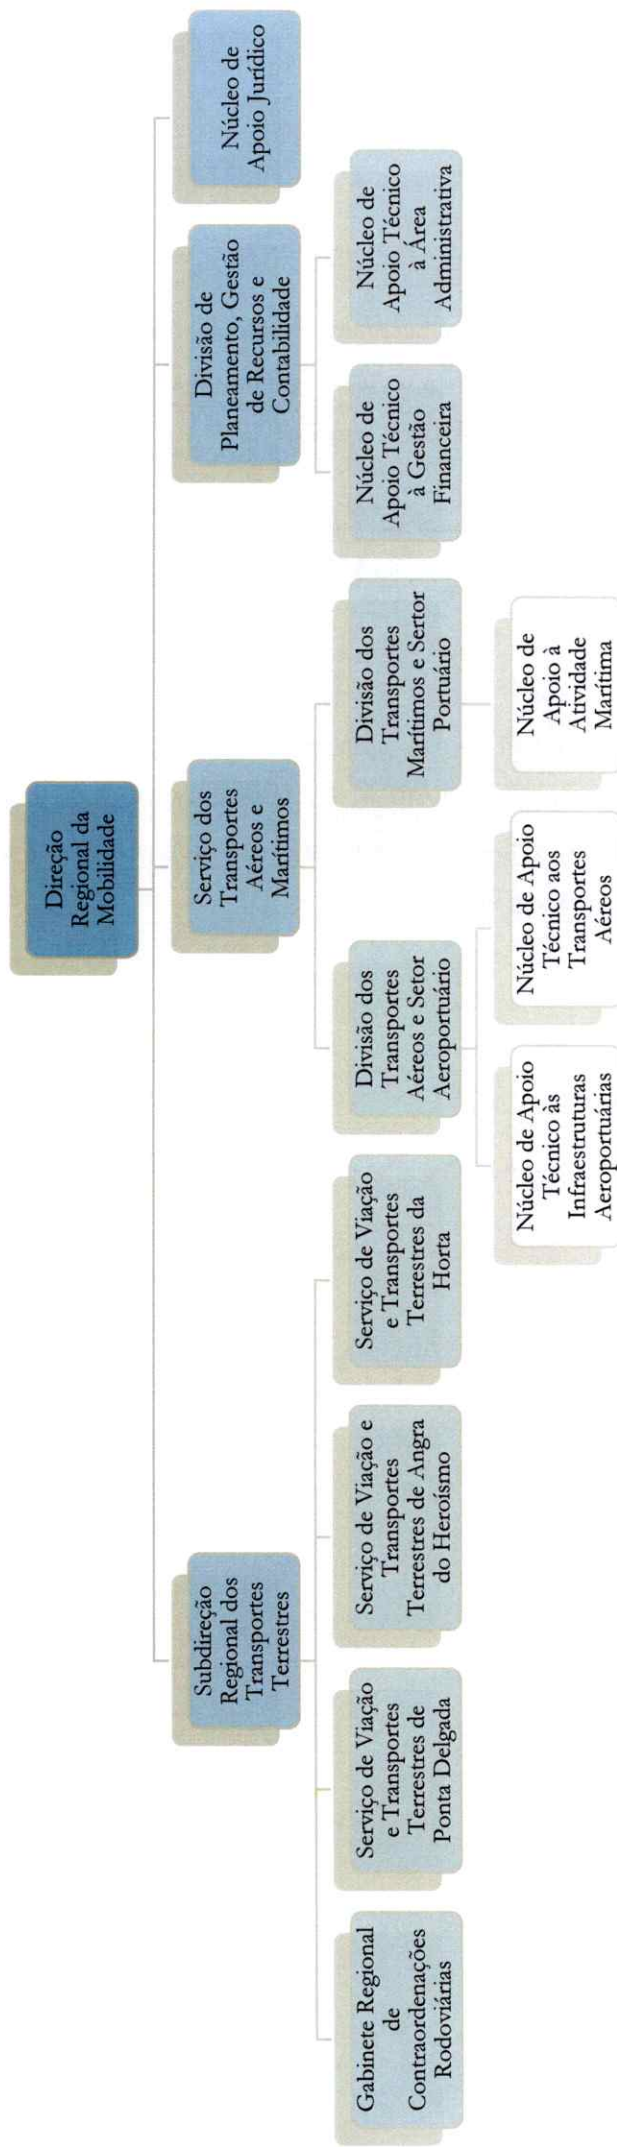 Direção
Regional da
Mobilidade
Subdireção
Regional dos
Transportes
Terrestres
Serviço dos
Transportes
Aéreos e
Marítimos
Divisão de
Planeamento, Gestão
de Recursos e
Contabilidade
Núcleo de
Apoio Jurídico
Gabinete Regional
de
Contraordenações
Rodoviárias
Serviço de Viação
e Transportes
Terrestres de
Ponta Delgada
Serviço de Viação e
Transportes
Terrestres de Angra
do Heroísmo
Serviço de Viação
e Transportes
Terrestres da
Horta
Divisão dos
Transportes
Aéreos e Setor
Aeroportuário
Divisão dos
Transportes
Marítimos e Sertor
Portuário
Núcleo de
Apoio Técnico
à Gestão
Financeira
Núcleo de
Apoio Técnico
à Área
Administrativa
Núcleo de Apoio
Técnico às
Infraestruturas
Aeroportuárias
Núcleo de Apoio
Técnico aos
Transportes
Aéreos
Núcleo de
Apoio à
Atividade
Marítima